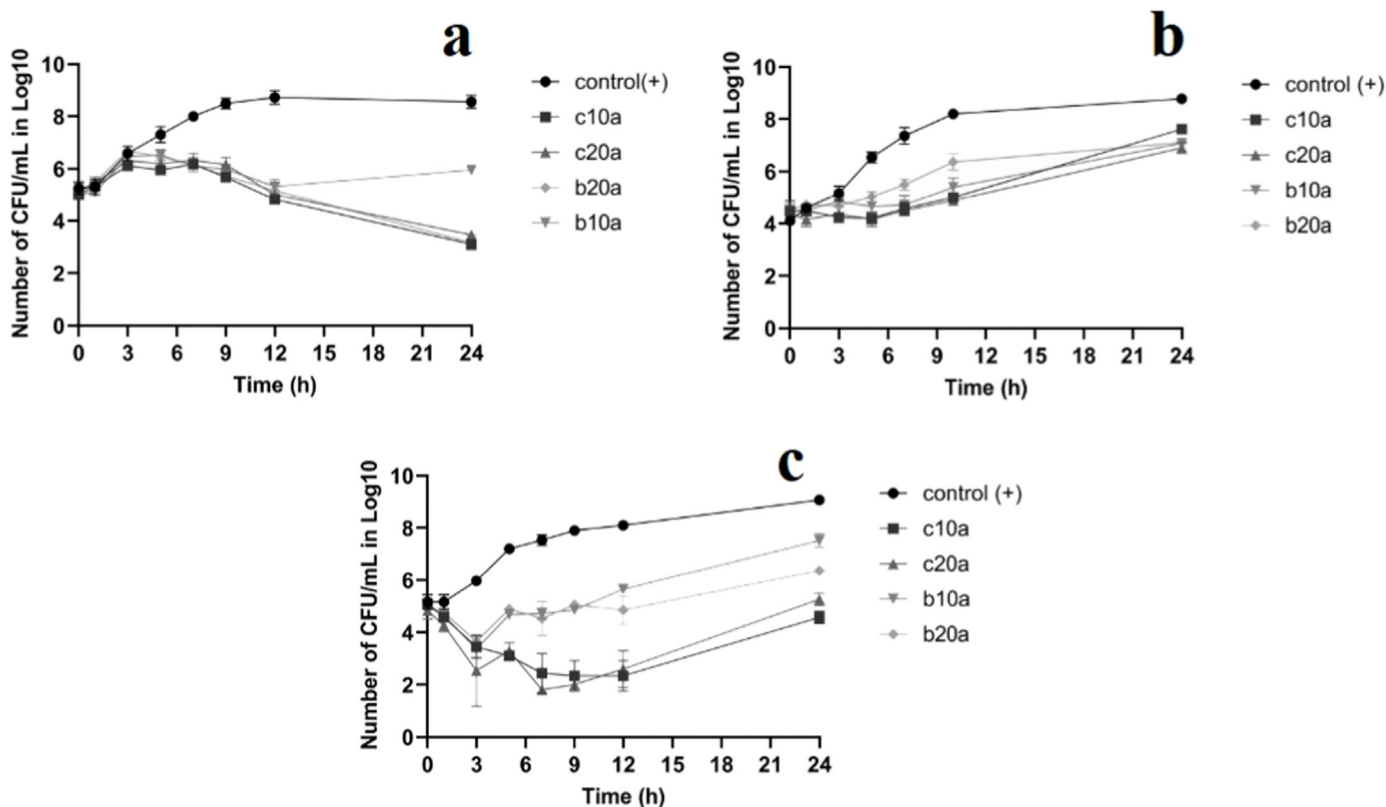 a
Number of CFU/mL in Log10
10
8
6
4
2
0
0 3 6 9 12 15 18 21 24
Time (h)
control(+)
c10a
c20a
b20a
b10a
b
Number of CFU/mL in Log10
10
8
6
4
2
0
0 3 6 9 12 15 18 21 24
Time (h)
control (+)
c10a
c20a
b10a
b20a
c
Number of CFU/mL in Log10
10
8
6
4
2
0
0 3 6 9 12 15 18 21 24
Time (h)
control (+)
c10a
c20a
b10a
b20a